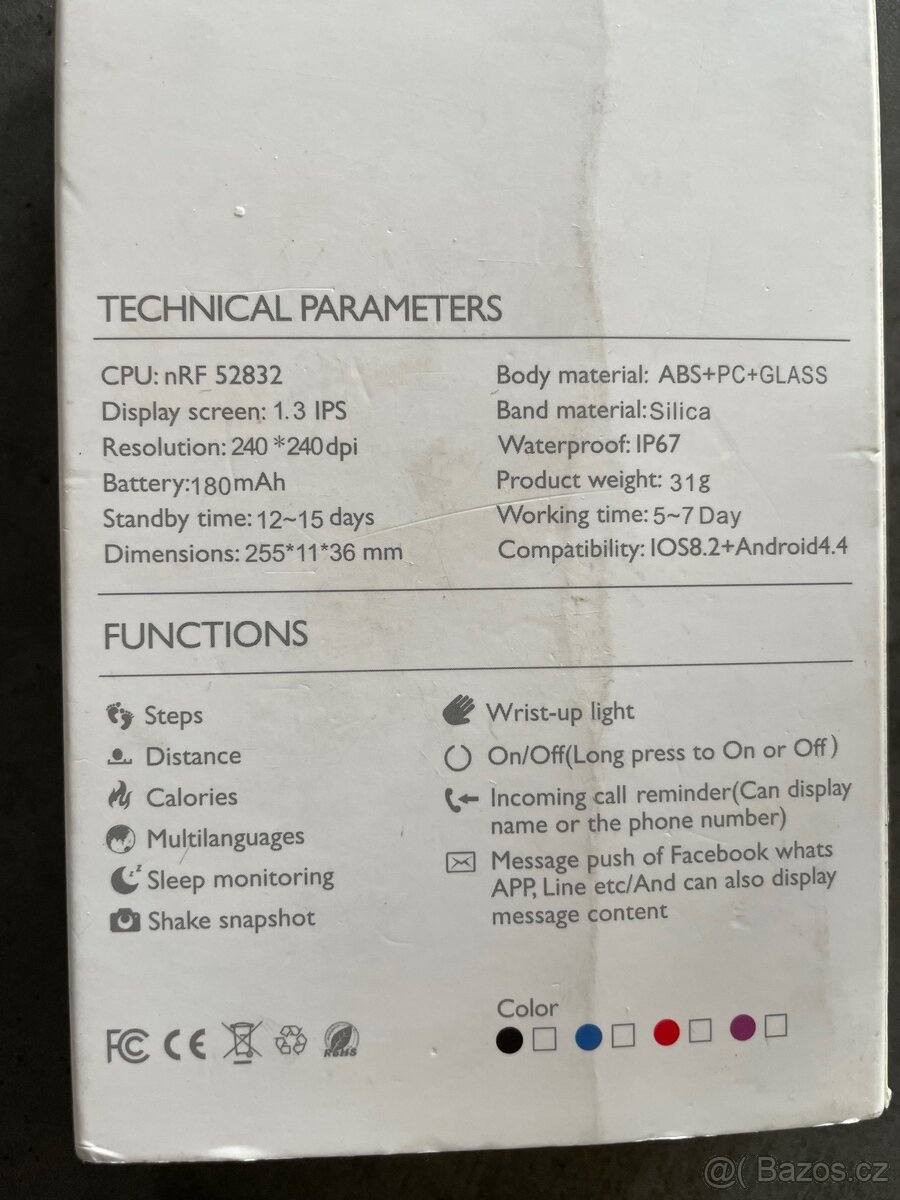 TECHNICAL PARAMETERS
CPU: nRF 52832
Display screen: 1.3 IPS
Resolution: 240 *240dpi
Battery:180mAh
Standby time: 12~15 days
Dimensions: 255*11*36 mm
Body material: ABS+PC+GLASS
Band material:Silica
Waterproof: IP67
Product weight: 31g
Working time: 5~7 Day
Compatibility: IOS8.2+Android4.4
FUNCTIONS
Steps
Distance
Calories
Multilanguages
Sleep monitoring
Shake snapshot
Wrist-up light
On/Off(Long press to On or Off)
Incoming call reminder(Can display
name or the phone number)
Message push of Facebook whats
APP, Line etc/And can also display
message content
FC CE RoHS
Color
@( Bazos.cz